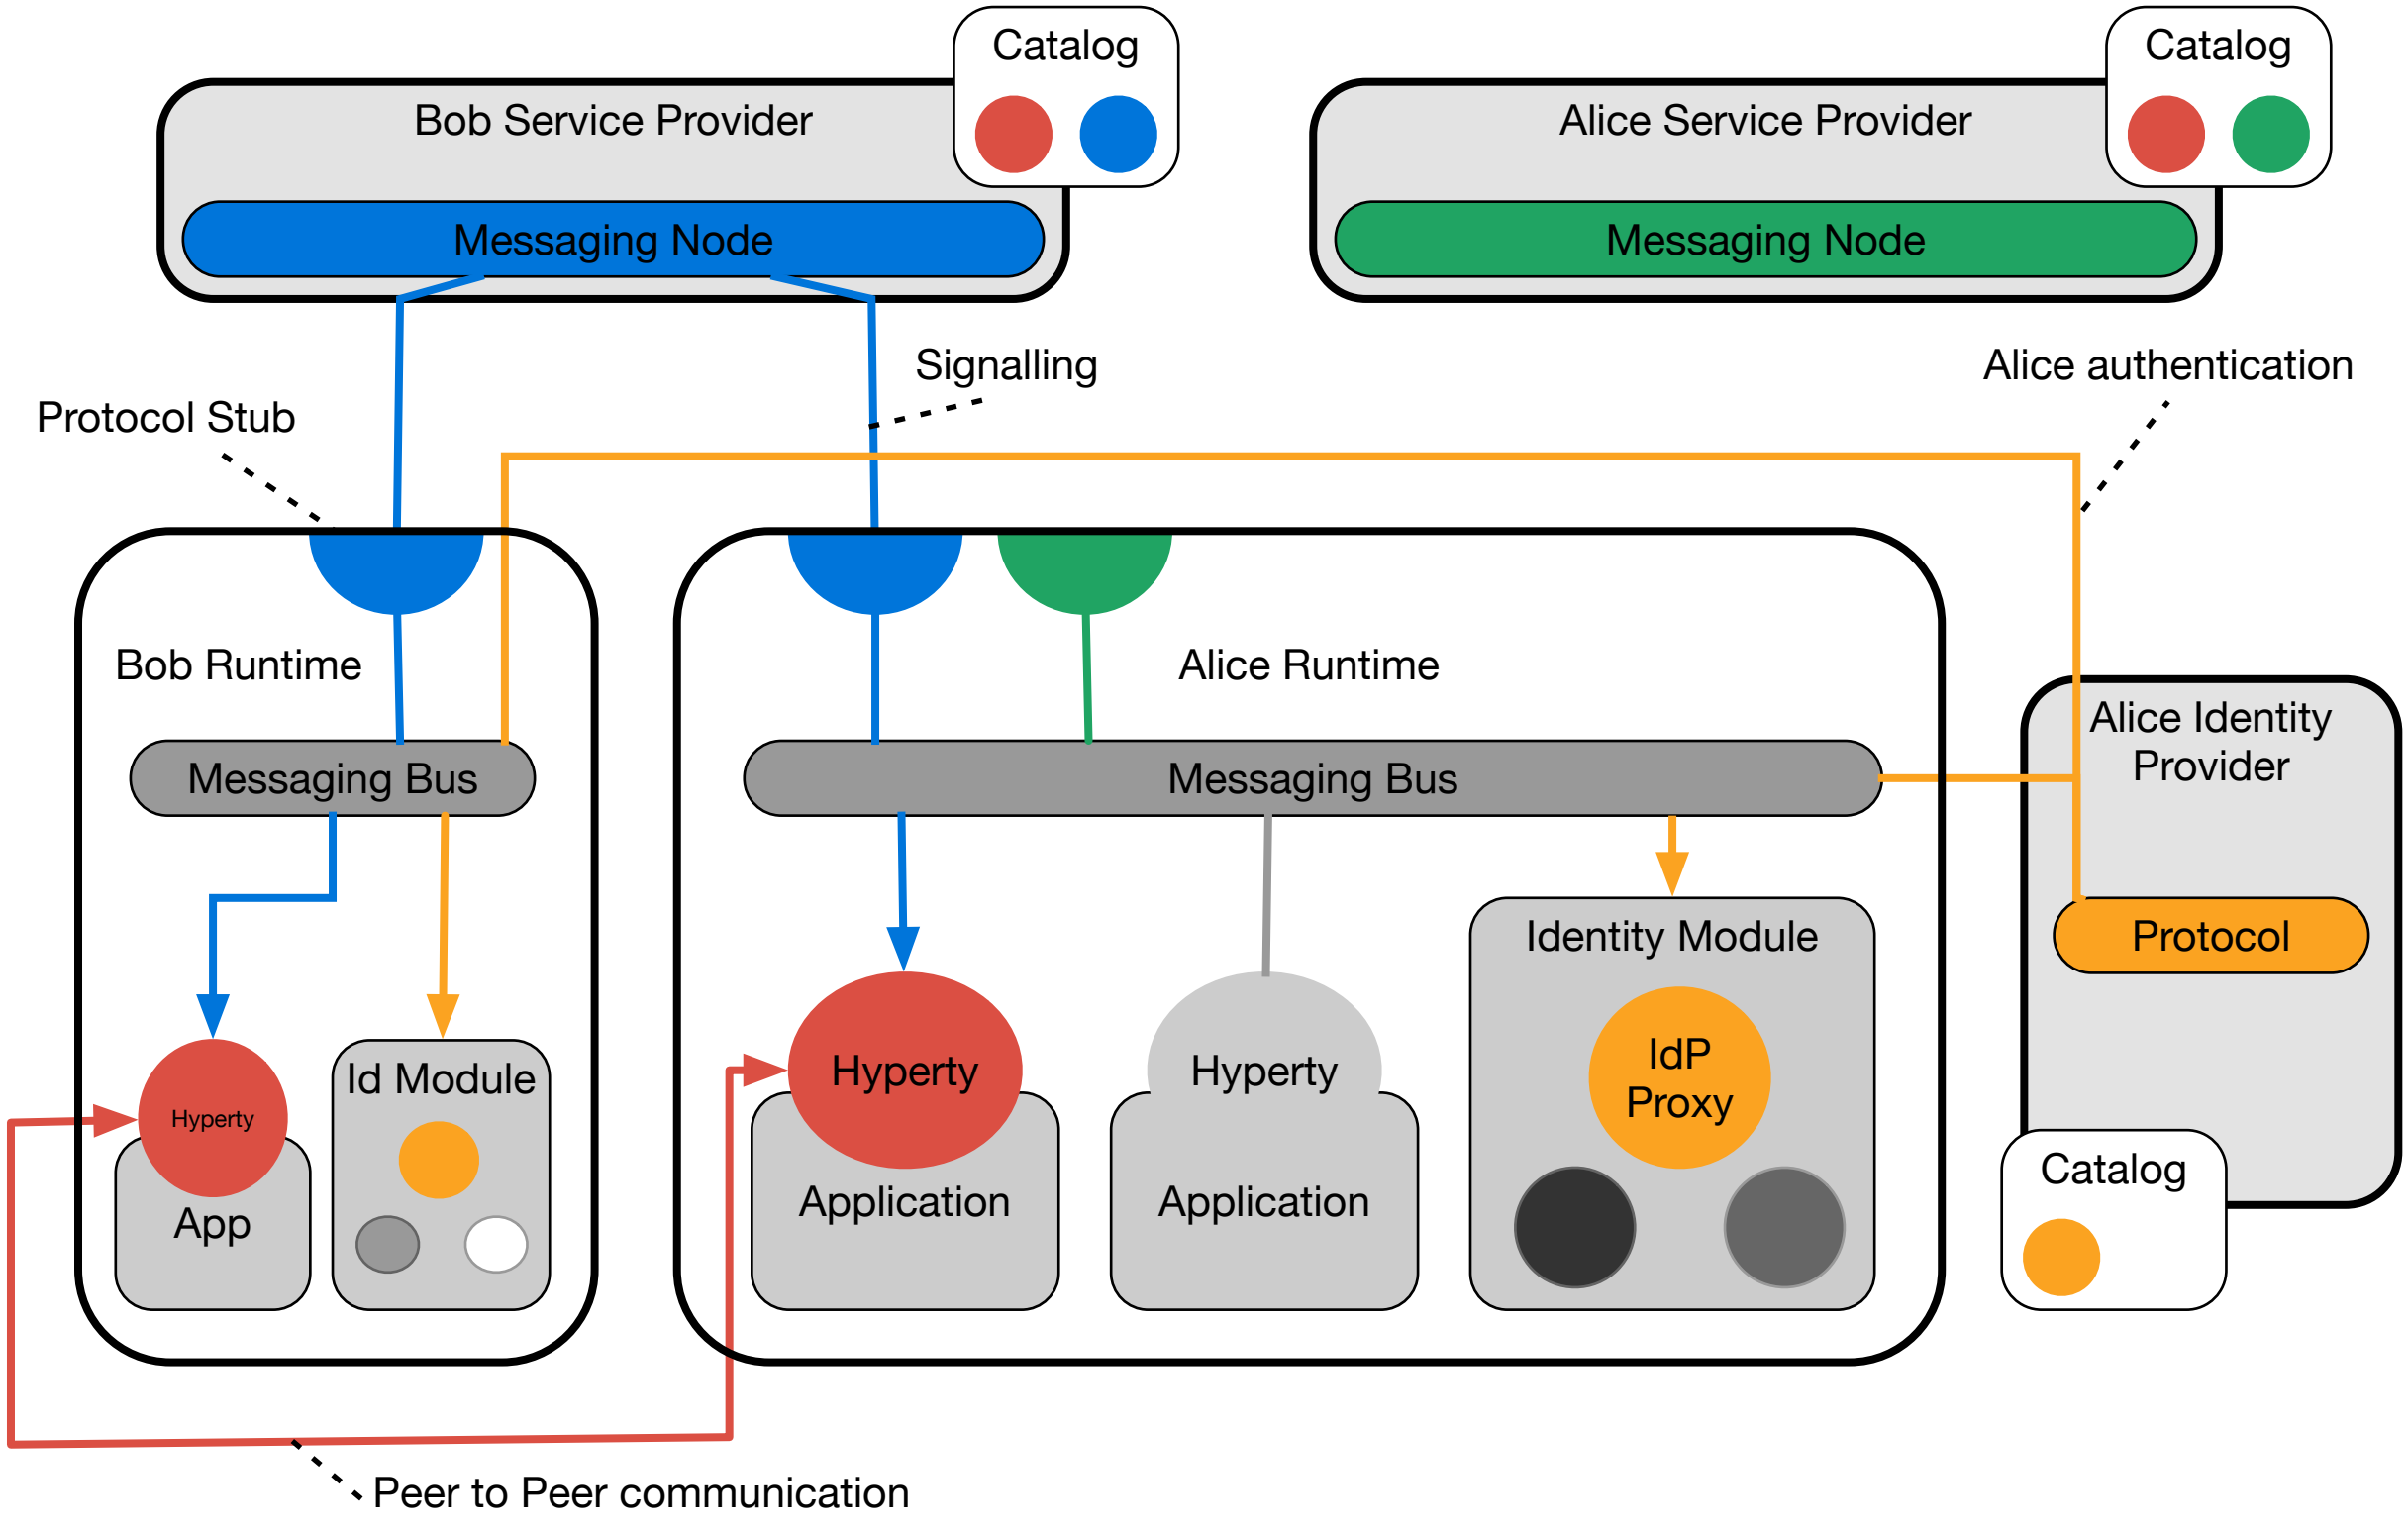 Catalog
Catalog
Bob Service Provider
Alice Service Provider
Messaging Node
Messaging Node
Signalling
Alice authentication
Protocol Stub
Bob Runtime
Alice Runtime
Alice Identity
Provider
Messaging Bus
Messaging Bus
Identity Module
Protocol
IdP
Proxy
Hyperty
Hyperty
Id Module
Hyperty
Catalog
Application
Application
App
Peer to Peer communication